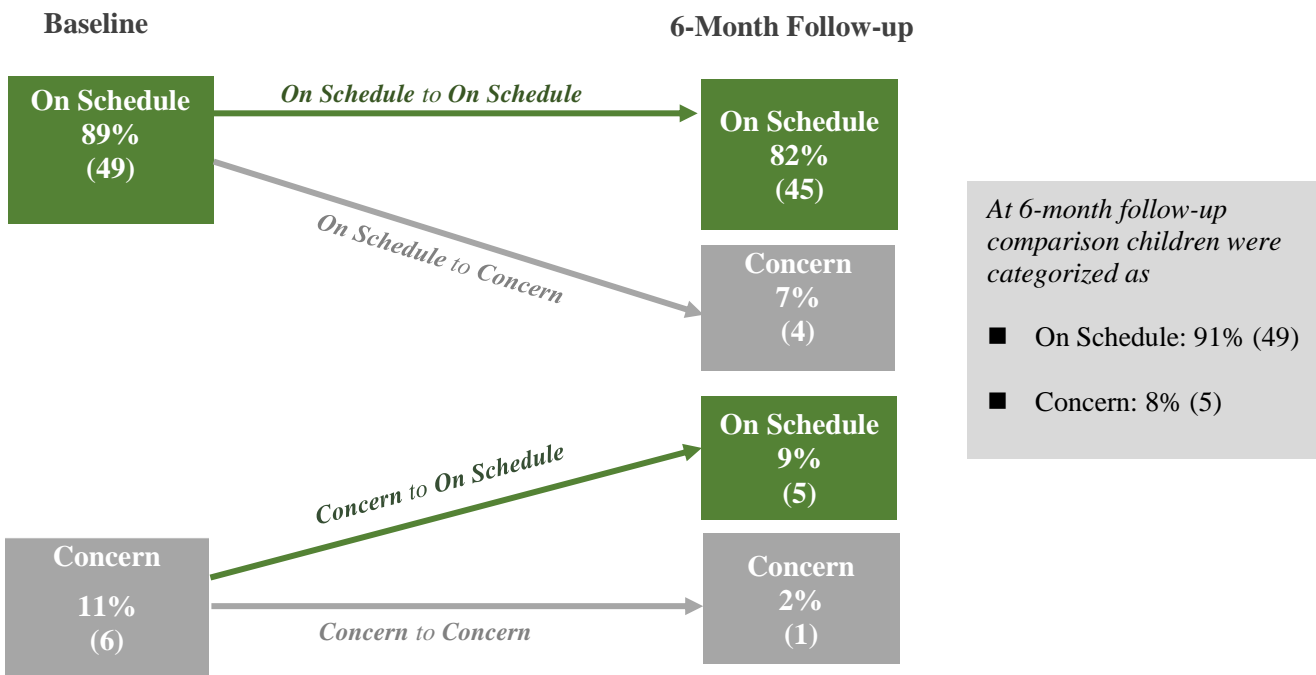 Baseline
6-Month Follow-up
On Schedule
89%
(49)
On Schedule to On Schedule
On Schedule
82%
(45)
On Schedule to Concern
Concern
7%
(4)
Concern to On Schedule
On Schedule
9%
(5)
Concern
11%
(6)
Concern to Concern
Concern
2%
(1)
At 6-month follow-up
comparison children were
categorized as
■ On Schedule: 91% (49)
■ Concern: 8% (5)